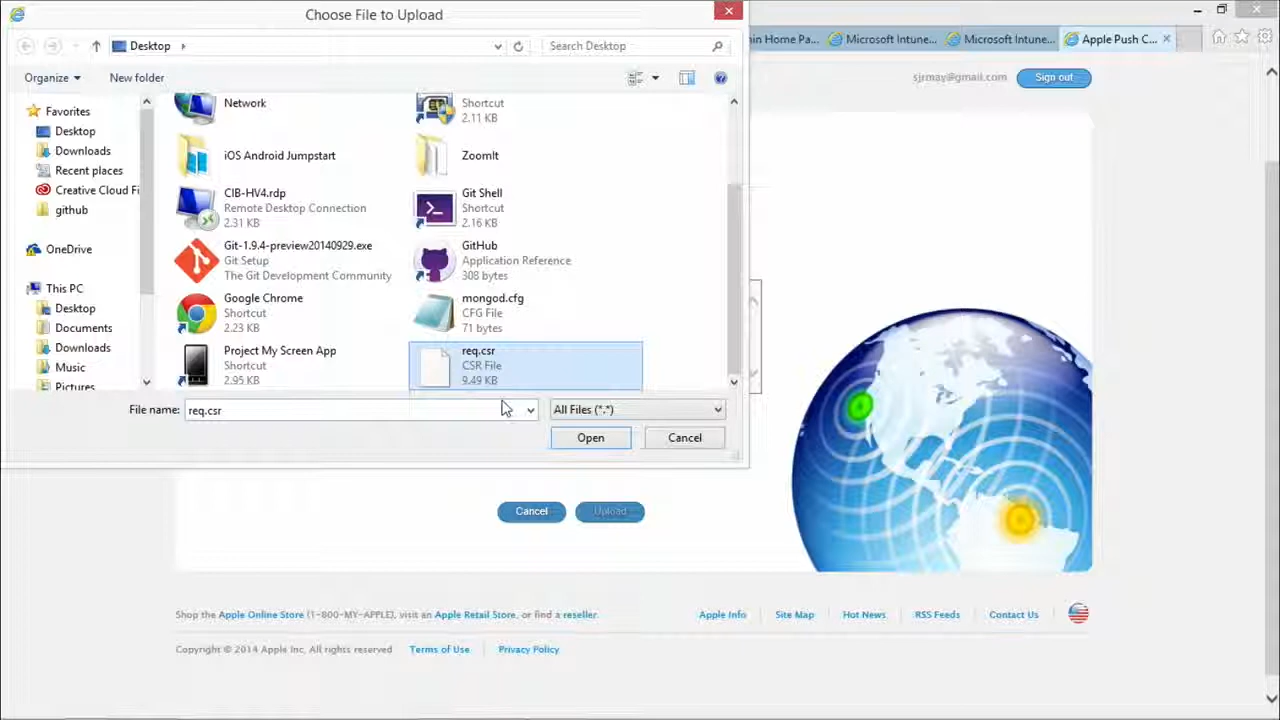 Choose File to Upload
Desktop
Search Desktop
Organize
New folder
Favorites
Desktop
Downloads
Recent places
Creative Cloud Fi
github
OneDrive
This PC
Desktop
Documents
Downloads
Music
Pictures
Network
Shortcut
2.11 KB
iOS Android Jumpstart
ZoomIt
CIB-HV4.rdp
Remote Desktop Connection
2.31 KB
Git Shell
Shortcut
2.16 KB
Git-1.9.4-preview20140929.exe
Git Setup
The Git Development Community
GitHub
Application Reference
308 bytes
Google Chrome
Shortcut
2.23 KB
mongod.cfg
CFG File
71 bytes
Project My Screen App
Shortcut
2.95 KB
req.csr
CSR File
9.49 KB
File name:
req.csr
All Files (*.*)
Open
Cancel
min Home Pa...
Microsoft Intune...
Microsoft Intune...
Apple Push C...
sjrmay@gmail.com
Sign out
Cancel
Upload
Shop the Apple Online Store (1-800-MY-APPLE), visit an Apple Retail Store, or find a reseller.
Apple Info
Site Map
Hot News
RSS Feeds
Contact Us
Copyright © 2014 Apple Inc. All rights reserved
Terms of Use
Privacy Policy